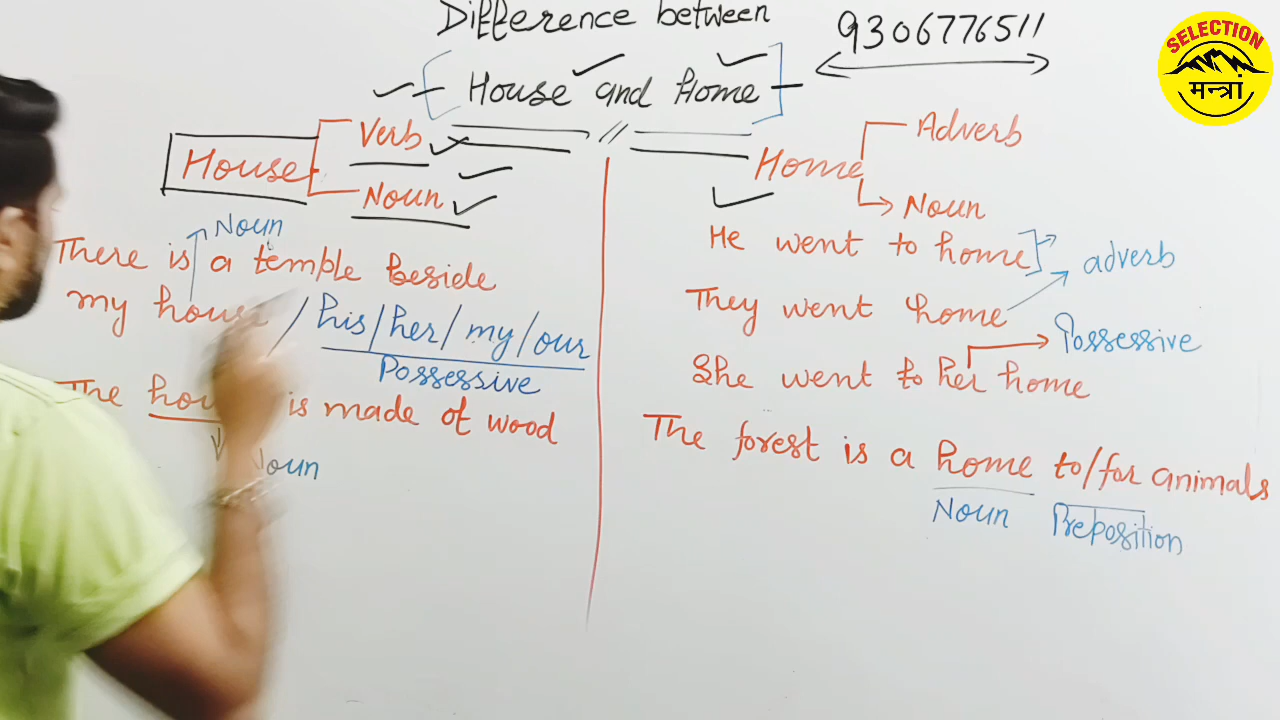 Difference between
9306776511
SELECTION
मन्त्रां
House and Home
House
Verb
Noun
Home
Adverb
Noun
Noun
There is a temple beside
my house / his/her/my/our
Possessive
The is made of wood
Noun
He went to home
adverb
They went home
Possessive
She went to her home
The forest is a home to/for animals
Noun Preposition